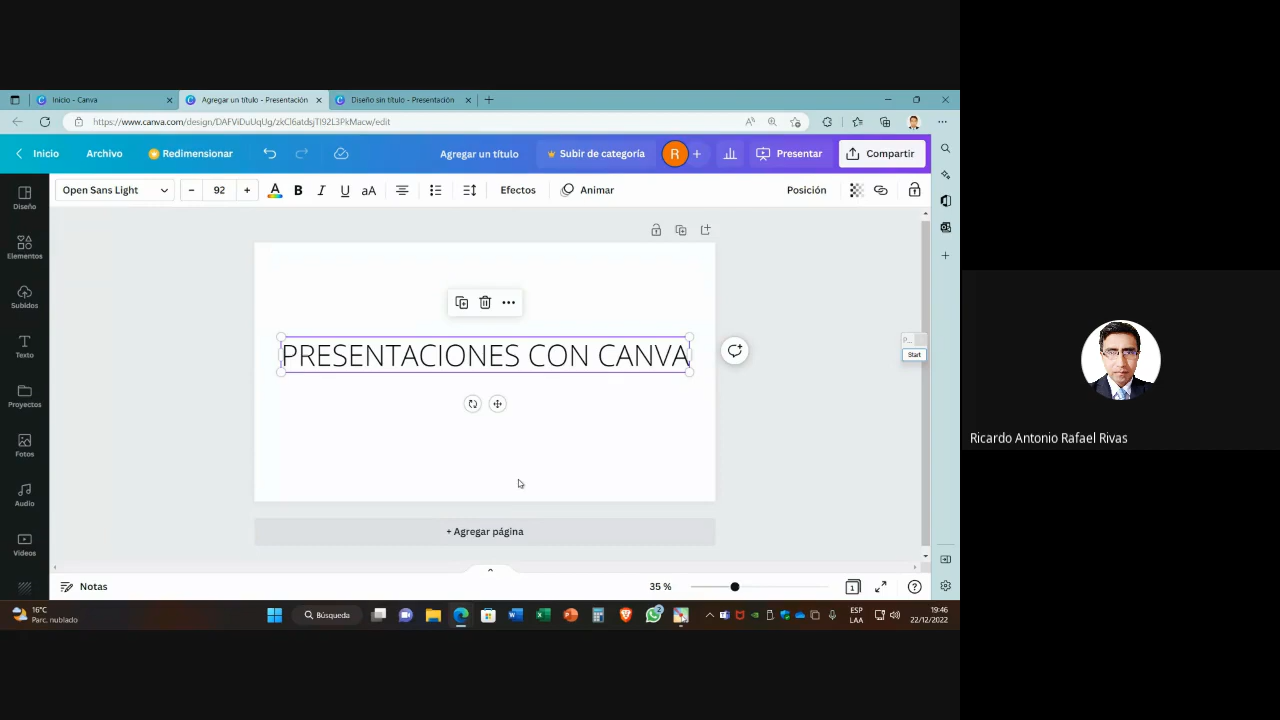 Inicio - Canva
Agregar un título - Presentación
Diseño sin título - Presentación
https://www.canva.com/design/DAFViDuUqUg/zkCl6atdsjTI92L3PkMacw/edit
Inicio
Archivo
Redimensionar
Agregar un título
Subir de categoría
R
Presentar
Compartir
Open Sans Light
92
A
B
I
U
aA
Efectos
Animar
Posición
Diseño
Elementos
Subidos
Texto
Proyectos
Fotos
Audio
Videos
PRESENTACIONES CON CANVA
P...
Start
+ Agregar página
Notas
35 %
1
16°C
Parc. nublado
Búsqueda
2
ESP
LAA
19:46
22/12/2022
Ricardo Antonio Rafael Rivas